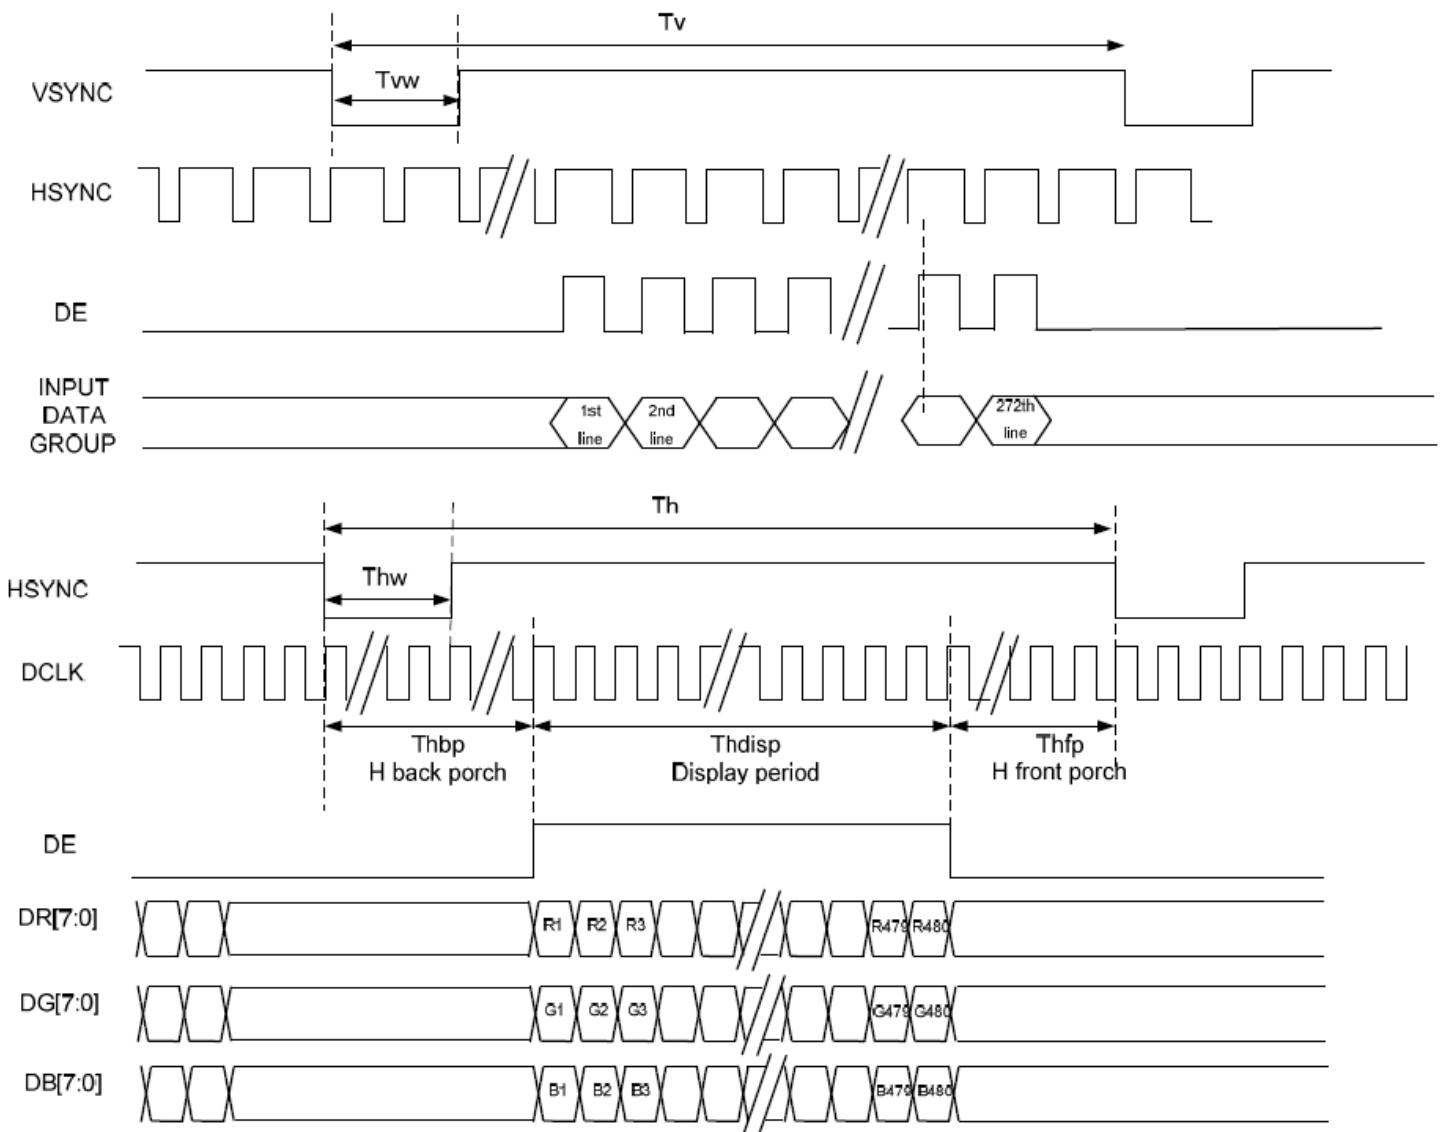 Tv
Tvw
VSYNC
HSYNC
DE
INPUT
DATA
GROUP
1st
line
2nd
line
272th
line
Th
Thw
HSYNC
DCLK
Thbp
H back porch
Thdisp
Display period
Thfp
H front porch
DE
DR[7:0]
R1 R2 R3 R479 R480
DG[7:0]
G1 G2 G3 G479 G480
DB[7:0]
B1 B2 B3 B479 B480